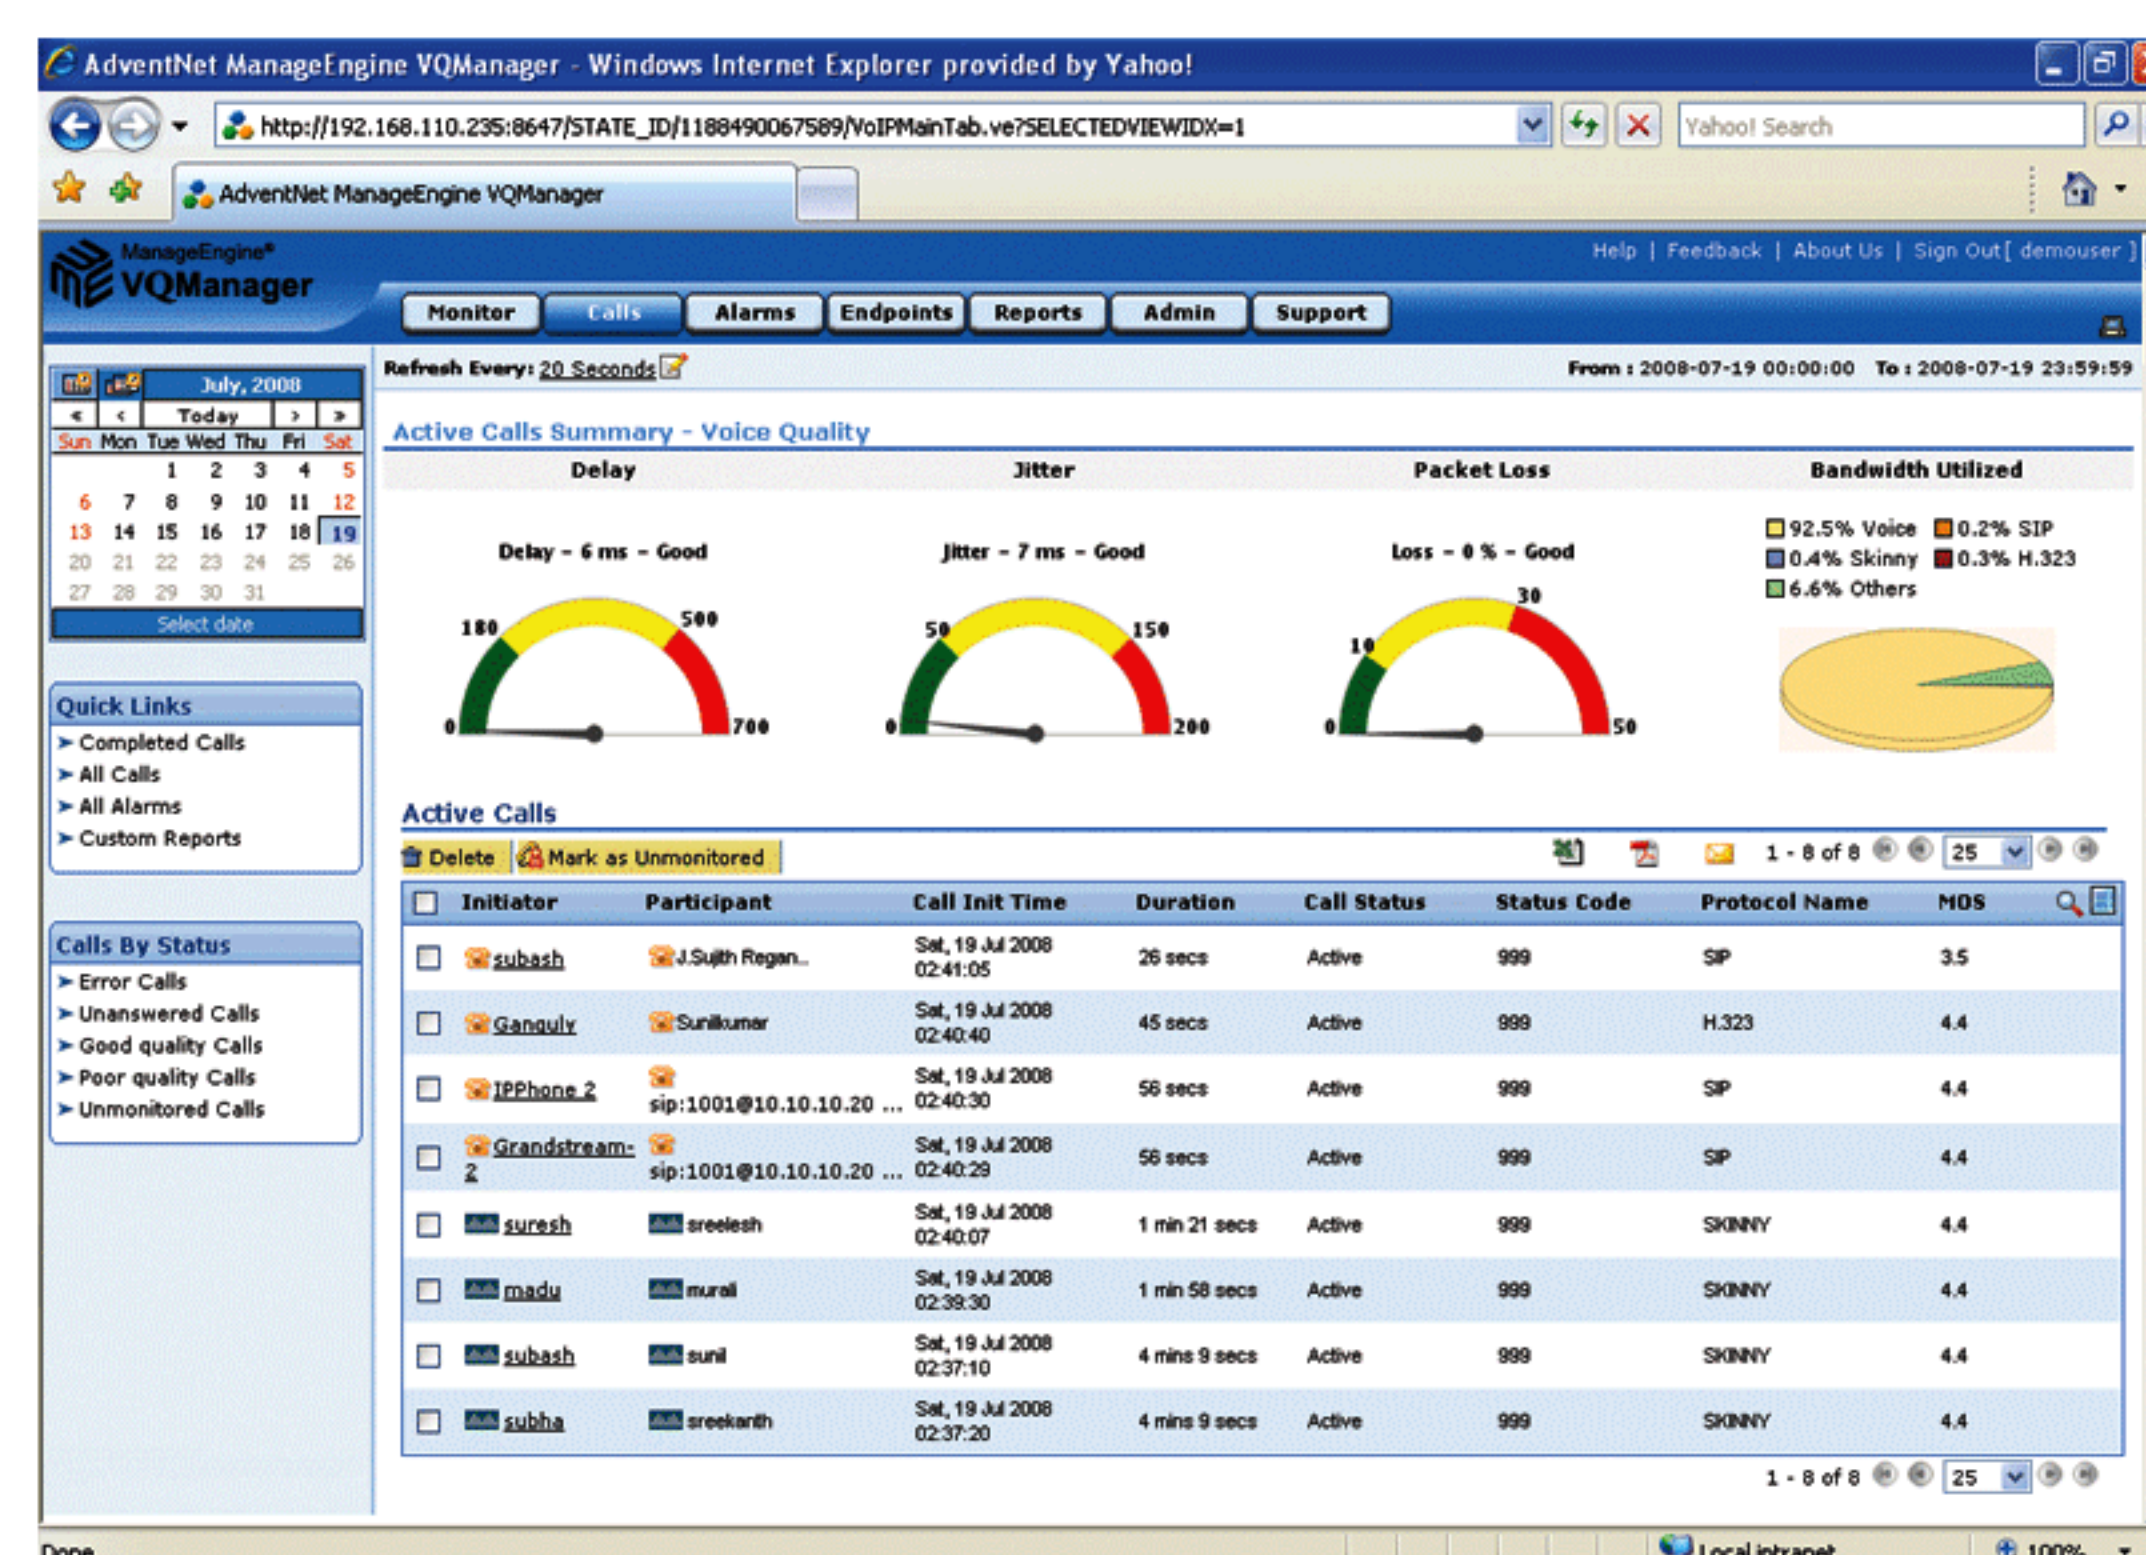 AdventNet ManageEngine VQManager - Windows Internet Explorer provided by Yahoo!
http://192.168.110.235:8647/STATE_ID/1188490067589/VoIPMainTab.ve?SELECTEDVIEWIDX=1
Yahoo! Search
AdventNet ManageEngine VQManager
ManageEngine®
VQManager
Help | Feedback | About Us | Sign Out[ demouser ]
Monitor Calls Alarms Endpoints Reports Admin Support
Refresh Every: 20 Seconds
From : 2008-07-19 00:00:00 To : 2008-07-19 23:59:59
July, 2008
« ‹ Today › »
Sun Mon Tue Wed Thu Fri Sat
1 2 3 4 5
6 7 8 9 10 11 12
13 14 15 16 17 18 19
20 21 22 23 24 25 26
27 28 29 30 31
Select date
Quick Links
Completed Calls
All Calls
All Alarms
Custom Reports
Calls By Status
Error Calls
Unanswered Calls
Good quality Calls
Poor quality Calls
Unmonitored Calls
Active Calls Summary - Voice Quality
Delay Jitter Packet Loss Bandwidth Utilized
Delay - 6 ms - Good
0 180 500 700
Jitter - 7 ms - Good
0 50 150 200
Loss - 0 % - Good
0 10 30 50
92.5% Voice 0.2% SIP
0.4% Skinny 0.3% H.323
6.6% Others
Active Calls
Delete Mark as Unmonitored 1 - 8 of 8 25
Initiator Participant Call Init Time Duration Call Status Status Code Protocol Name MOS
subash J.Sujith Regan... Sat, 19 Jul 2008 02:41:05 26 secs Active 999 SIP 3.5
Ganguly Sunilkumar Sat, 19 Jul 2008 02:40:40 45 secs Active 999 H.323 4.4
IPPhone 2 sip:1001@10.10.10.20 ... Sat, 19 Jul 2008 02:40:30 56 secs Active 999 SIP 4.4
Grandstream-2 sip:1001@10.10.10.20 ... Sat, 19 Jul 2008 02:40:29 56 secs Active 999 SIP 4.4
suresh sreelesh Sat, 19 Jul 2008 02:40:07 1 min 21 secs Active 999 SKINNY 4.4
madu murali Sat, 19 Jul 2008 02:39:30 1 min 58 secs Active 999 SKINNY 4.4
subash sunil Sat, 19 Jul 2008 02:37:10 4 mins 9 secs Active 999 SKINNY 4.4
subha sreekanth Sat, 19 Jul 2008 02:37:20 4 mins 9 secs Active 999 SKINNY 4.4
1 - 8 of 8 25
Done Local intranet 100%